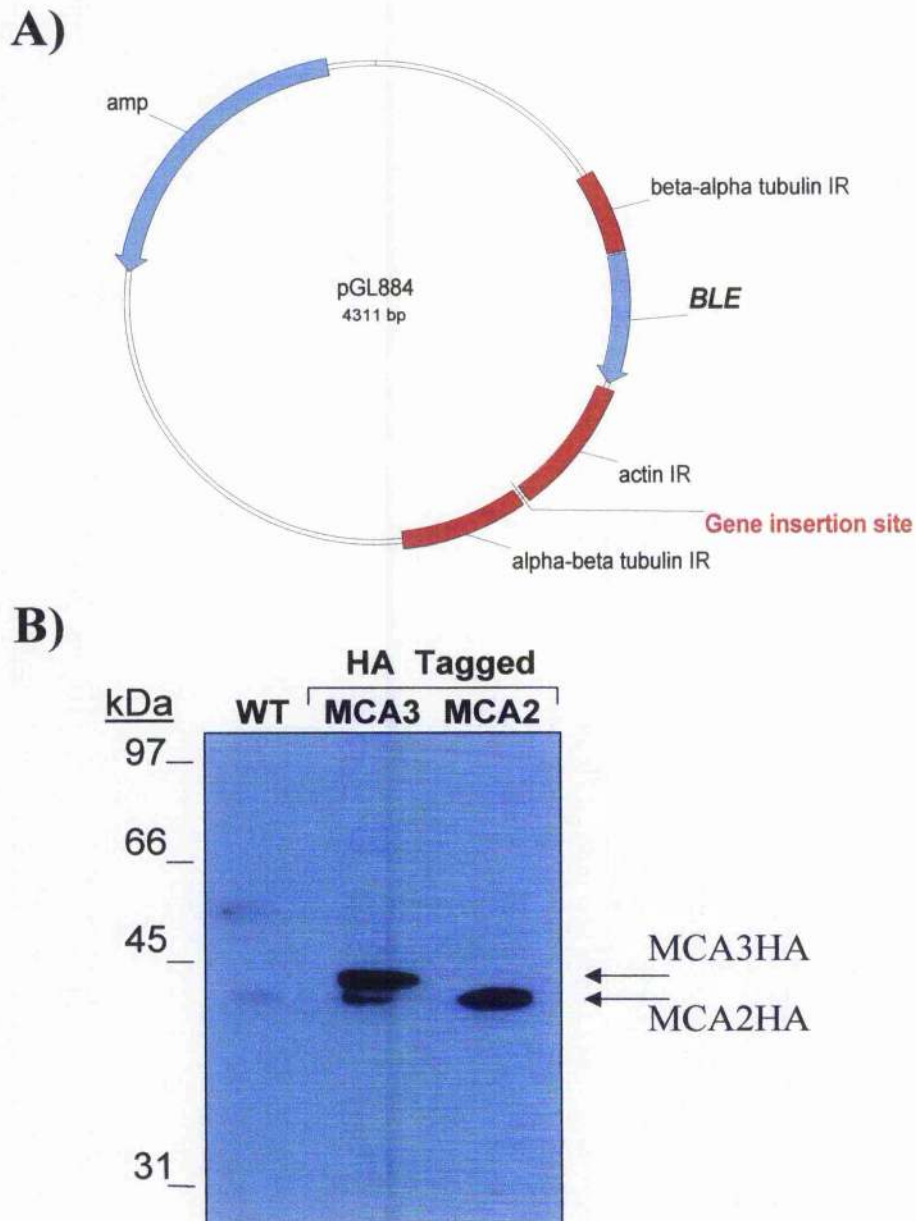 A)
amp
beta-alpha tubulin IR
pGL884
4311 bp
BLE
actin IR
Gene insertion site
alpha-beta tubulin IR
B)
HA Tagged
kDa
WT MCA3 MCA2
97
66
45
MCA3HA
MCA2HA
31